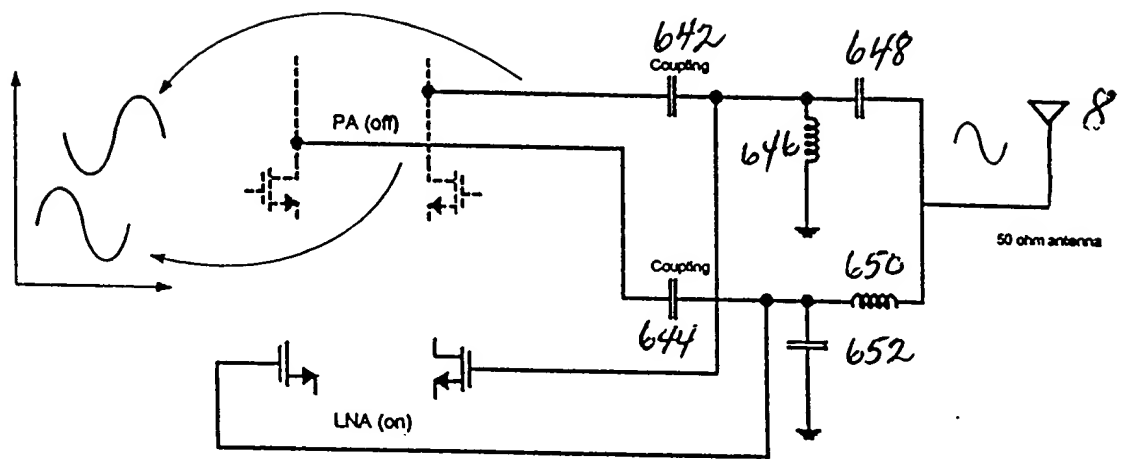 642
648
Coupling
8
PA (off)
646
50 ohm antenna
Coupling
650
644
652
LNA (on)